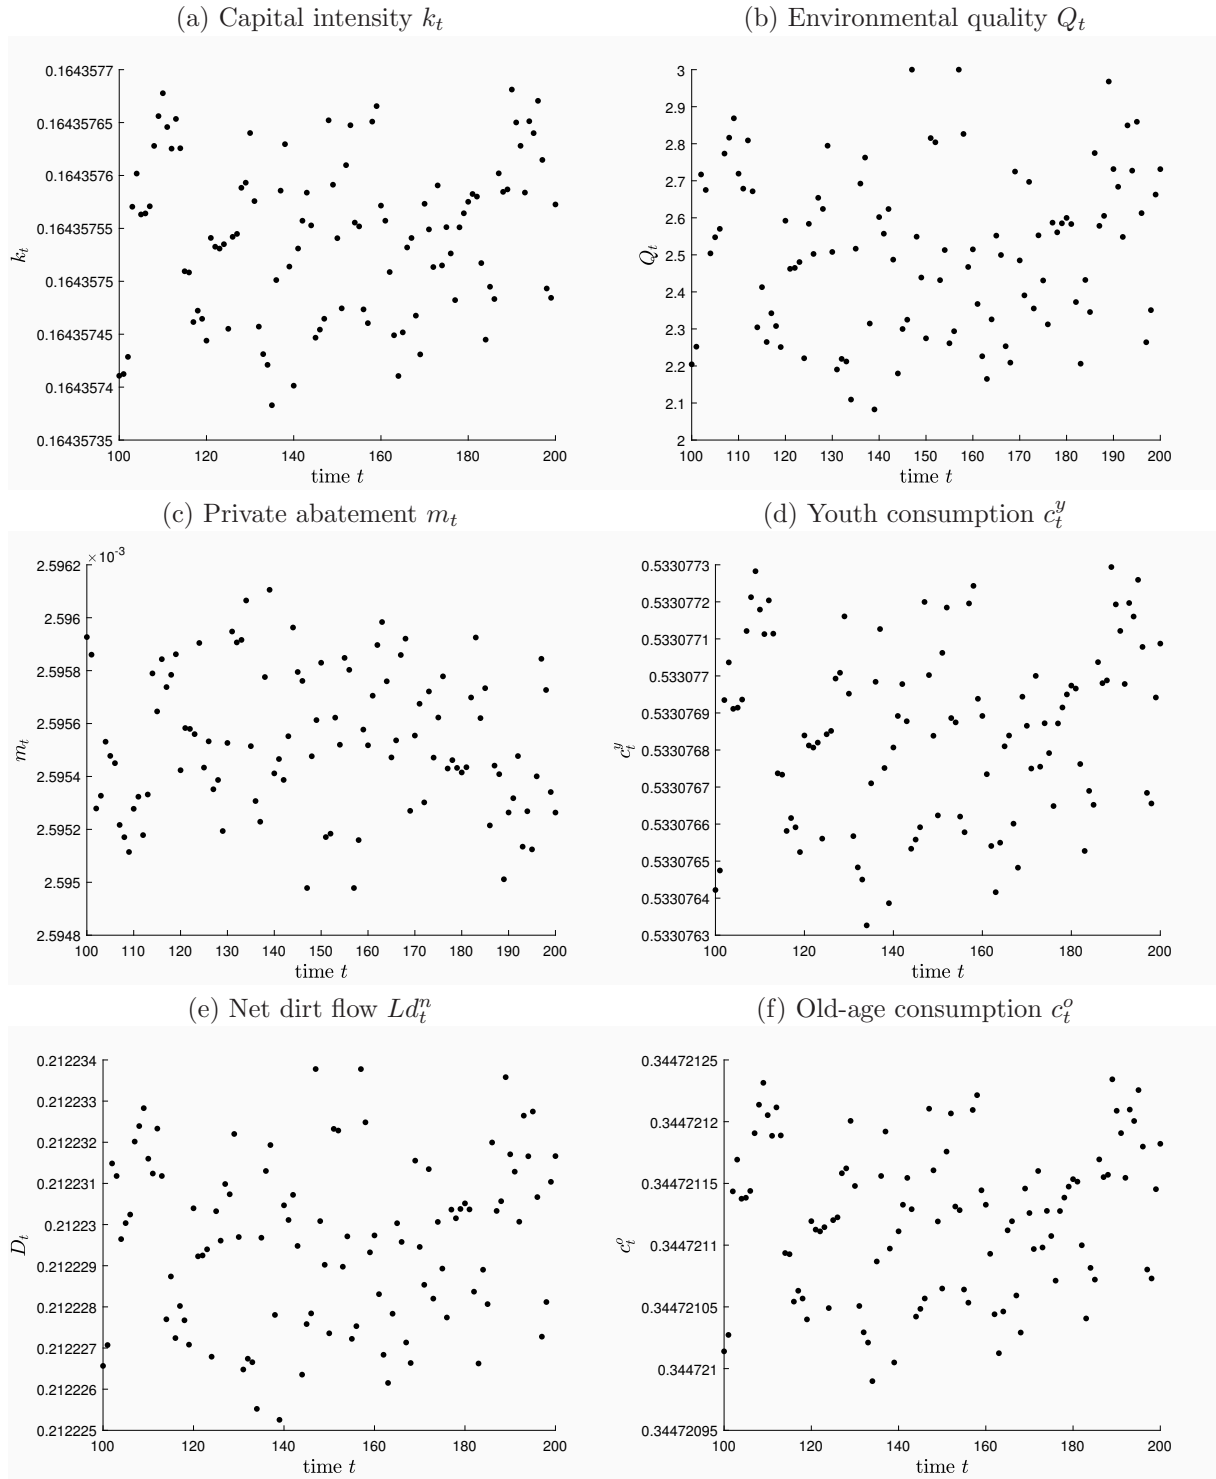 (a) Capital intensity k_t
(b) Environmental quality Q_t
0.1643577
0.16435765
0.1643576
0.16435755
0.1643575
0.16435745
0.1643574
0.16435735
k_t
100 120 140 160 180 200
time t
3
2.9
2.8
2.7
2.6
2.5
2.4
2.3
2.2
2.1
2
Q_t
100 110 120 130 140 150 160 170 180 190 200
time t
(c) Private abatement m_t
(d) Youth consumption c_t^y
×10^-3
2.5962
2.596
2.5958
2.5956
2.5954
2.5952
2.595
2.5948
m_t
100 110 120 130 140 150 160 170 180 190 200
time t
0.5330773
0.5330772
0.5330771
0.533077
0.5330769
0.5330768
0.5330767
0.5330766
0.5330765
0.5330764
0.5330763
c_t^y
100 120 140 160 180 200
time t
(e) Net dirt flow Ld_t^n
(f) Old-age consumption c_t^o
0.212234
0.212233
0.212232
0.212231
0.21223
0.212229
0.212228
0.212227
0.212226
0.212225
D_t
100 120 140 160 180 200
time t
0.34472125
0.3447212
0.34472115
0.3447211
0.34472105
0.344721
0.34472095
c_t^o
100 120 140 160 180 200
time t